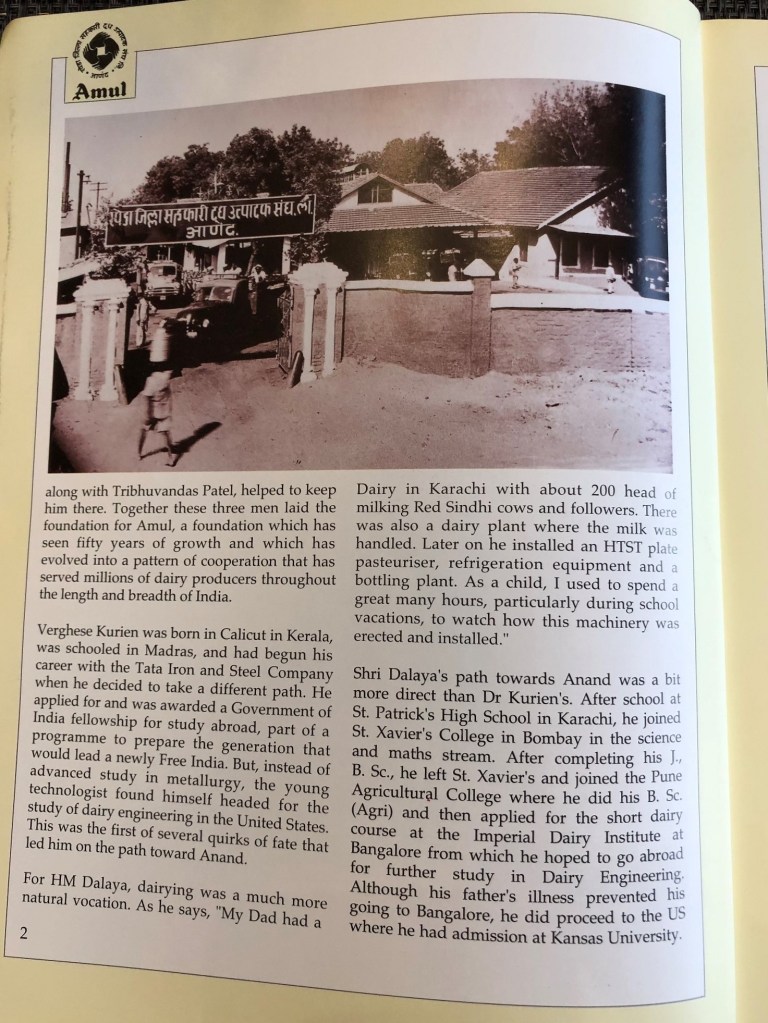 Amul
खेडा जिल्ला सहकारी दूध उत्पादक संघ ली.
आणंद.
along with Tribhuvandas Patel, helped to keep
him there. Together these three men laid the
foundation for Amul, a foundation which has
seen fifty years of growth and which has
evolved into a pattern of cooperation that has
served millions of dairy producers throughout
the length and breadth of India.
Verghese Kurien was born in Calicut in Kerala,
was schooled in Madras, and had begun his
career with the Tata Iron and Steel Company
when he decided to take a different path. He
applied for and was awarded a Government of
India fellowship for study abroad, part of a
programme to prepare the generation that
would lead a newly Free India. But, instead of
advanced study in metallurgy, the young
technologist found himself headed for the
study of dairy engineering in the United States.
This was the first of several quirks of fate that
led him on the path toward Anand.
For HM Dalaya, dairying was a much more
natural vocation. As he says, "My Dad had a
Dairy in Karachi with about 200 head of
milking Red Sindhi cows and followers. There
was also a dairy plant where the milk was
handled. Later on he installed an HTST plate
pasteuriser, refrigeration equipment and a
bottling plant. As a child, I used to spend a
great many hours, particularly during school
vacations, to watch how this machinery was
erected and installed."
Shri Dalaya's path towards Anand was a bit
more direct than Dr Kurien's. After school at
St. Patrick's High School in Karachi, he joined
St. Xavier's College in Bombay in the science
and maths stream. After completing his J.,
B. Sc., he left St. Xavier's and joined the Pune
Agricultural College where he did his B. Sc.
(Agri) and then applied for the short dairy
course at the Imperial Dairy Institute at
Bangalore from which he hoped to go abroad
for further study in Dairy Engineering.
Although his father's illness prevented his
going to Bangalore, he did proceed to the US
where he had admission at Kansas University.
2